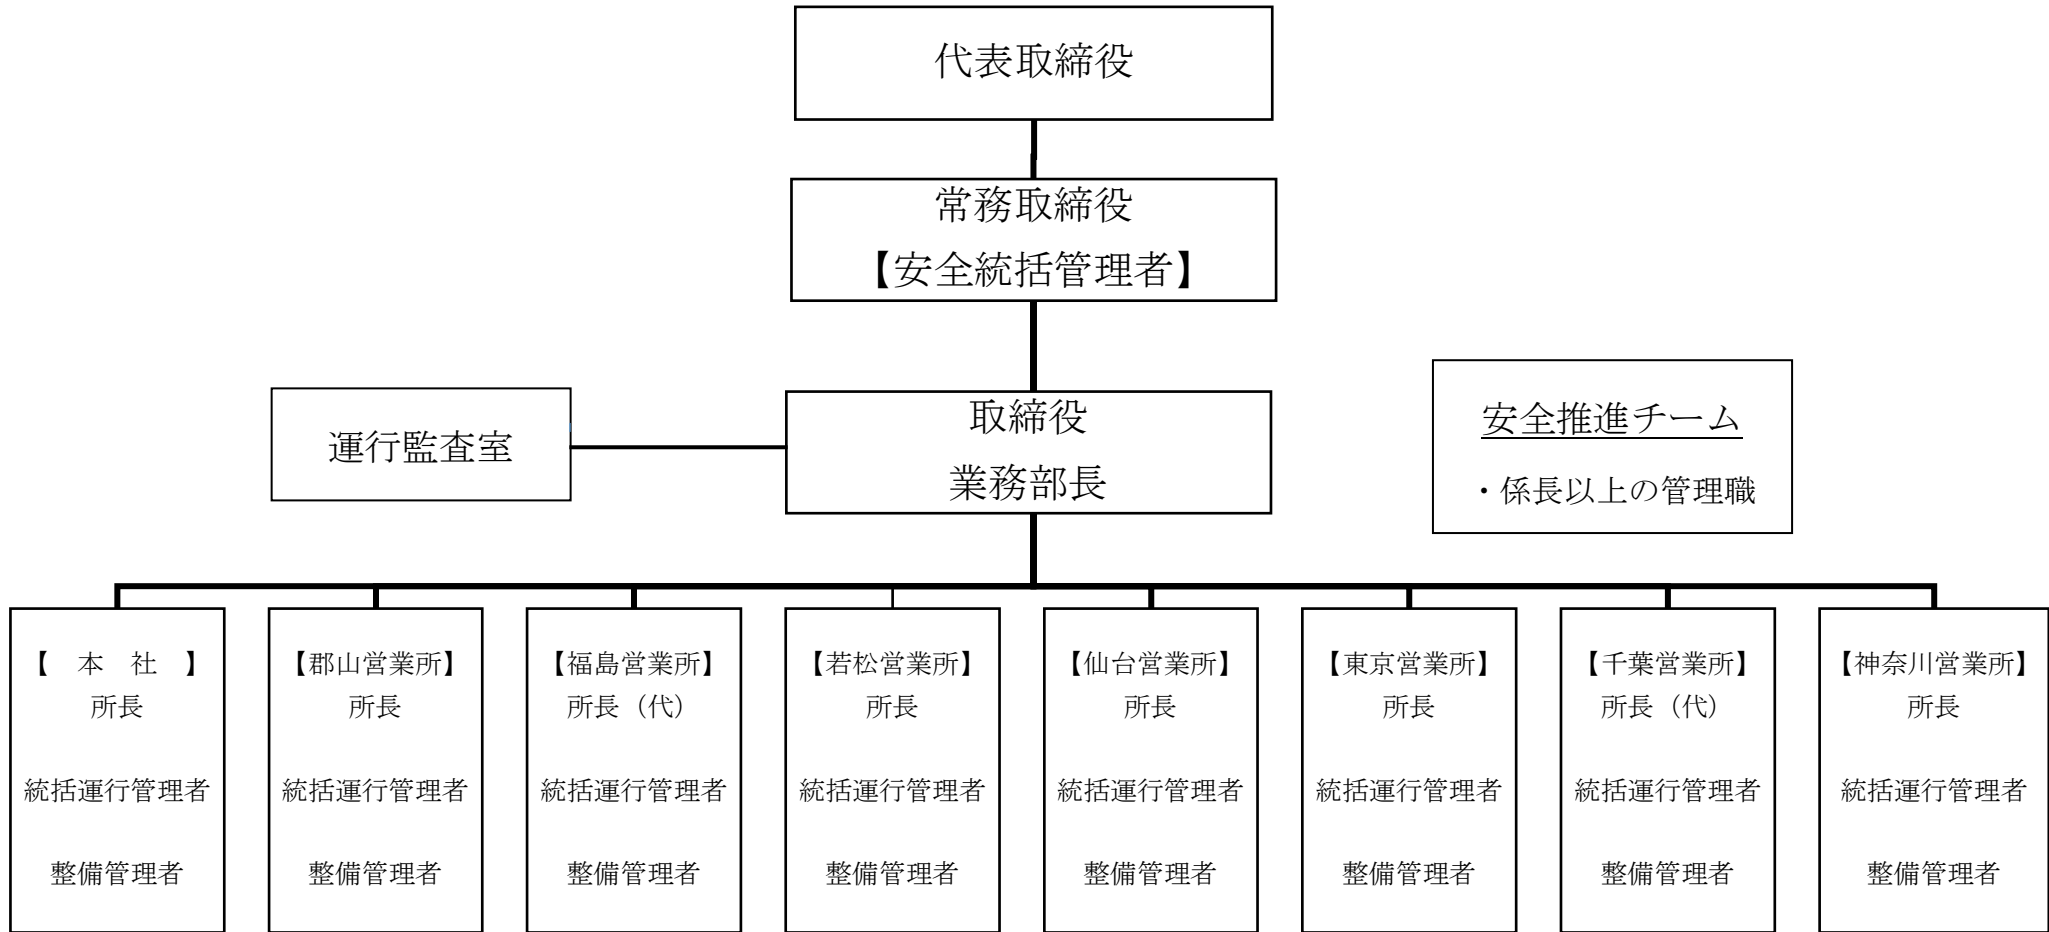 代表取締役
常務取締役
【安全統括管理者】
運行監査室
取締役
業務部長
安全推進チーム
・係長以上の管理職
【　本　社　】
所長
統括運行管理者
整備管理者
【郡山営業所】
所長
統括運行管理者
整備管理者
【福島営業所】
所長（代）
統括運行管理者
整備管理者
【若松営業所】
所長
統括運行管理者
整備管理者
【仙台営業所】
所長
統括運行管理者
整備管理者
【東京営業所】
所長
統括運行管理者
整備管理者
【千葉営業所】
所長（代）
統括運行管理者
整備管理者
【神奈川営業所】
所長
統括運行管理者
整備管理者